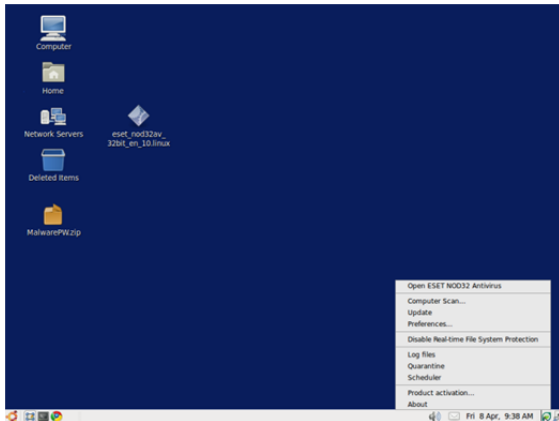 Computer
Home
Network Servers
eset_nod32av_
32bit_en_10.linux
Deleted Items
MalwarePW.zip
Open ESET NOD32 Antivirus
Computer Scan...
Update
Preferences...
Disable Real-time File System Protection
Log files
Quarantine
Scheduler
Product activation...
About
Fri 8 Apr, 9:38 AM